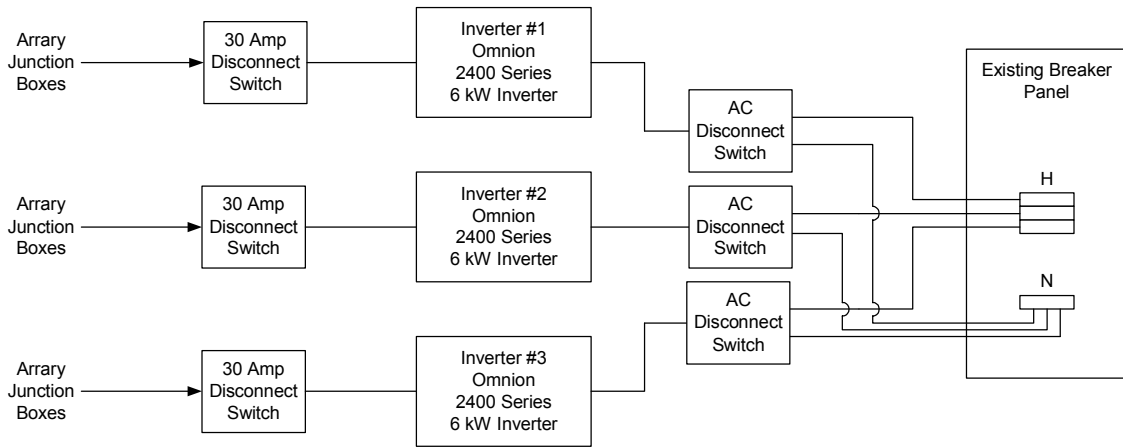 Arrary
Junction
Boxes
30 Amp
Disconnect
Switch
Inverter #1
Omnion
2400 Series
6 kW Inverter
AC
Disconnect
Switch
Existing Breaker
Panel
Arrary
Junction
Boxes
30 Amp
Disconnect
Switch
Inverter #2
Omnion
2400 Series
6 kW Inverter
AC
Disconnect
Switch
H
Arrary
Junction
Boxes
30 Amp
Disconnect
Switch
Inverter #3
Omnion
2400 Series
6 kW Inverter
AC
Disconnect
Switch
N